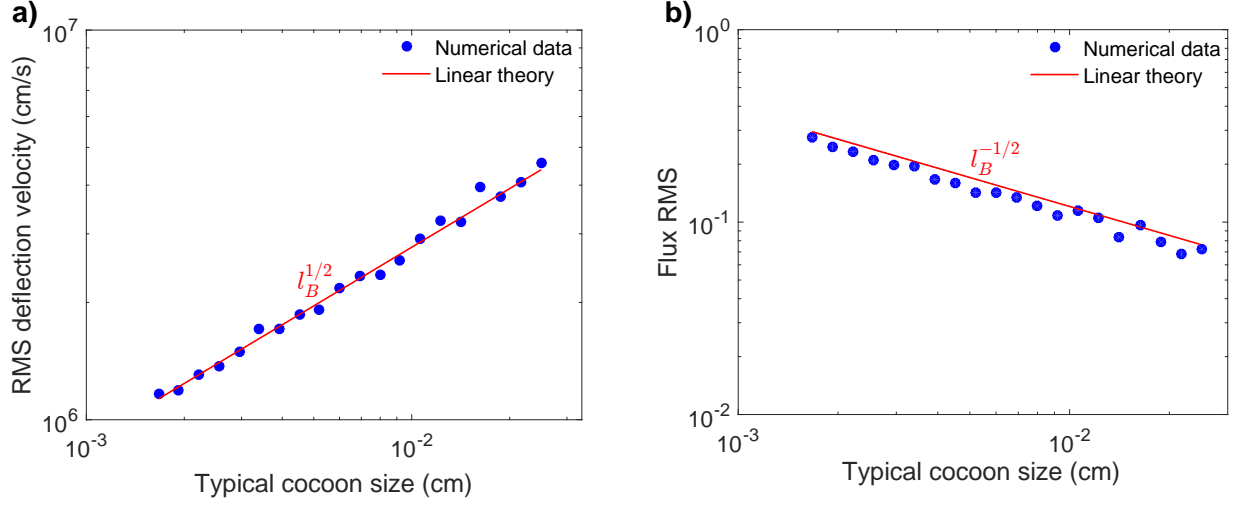 a)
RMS deflection velocity (cm/s)
10^7
10^6
Numerical data
Linear theory
l_B^{1/2}
10^{-3}
10^{-2}
Typical cocoon size (cm)
b)
Flux RMS
10^0
10^{-1}
10^{-2}
Numerical data
Linear theory
l_B^{-1/2}
10^{-3}
10^{-2}
Typical cocoon size (cm)